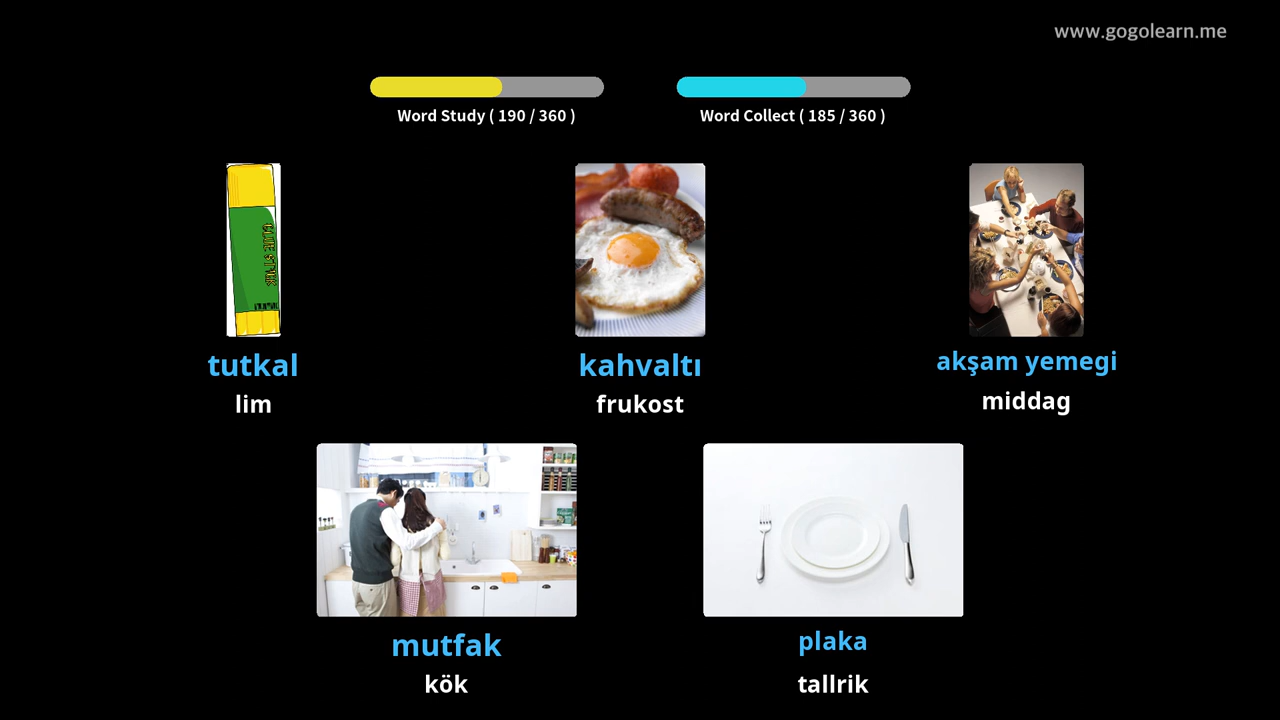 www.gogolearn.me
Word Study ( 190 / 360 )
Word Collect ( 185 / 360 )
tutkal
lim
kahvaltı
frukost
akşam yemegi
middag
mutfak
kök
plaka
tallrik